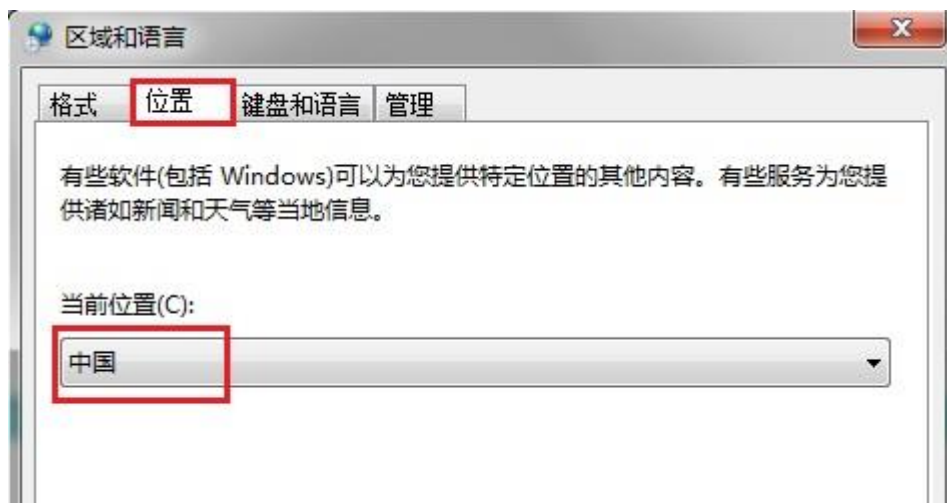 区域和语言
格式 位置 键盘和语言 管理
有些软件(包括 Windows)可以为您提供特定位置的其他内容。有些服务为您提
供诸如新闻和天气等当地信息。
当前位置(C):
中国